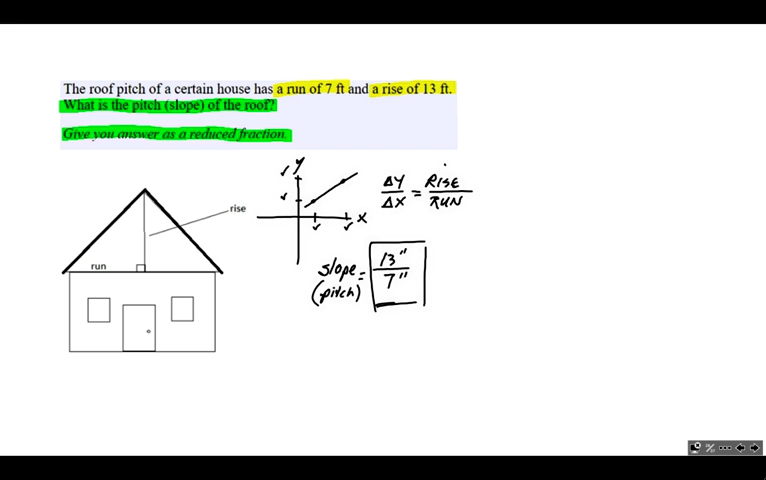 The roof pitch of a certain house has a run of 7 ft and a rise of 13 ft.
What is the pitch (slope) of the roof?
Give you answer as a reduced fraction.
y
x
ΔY/ΔX = RISE/RUN
rise
run
slope = 13"/7"
(pitch)